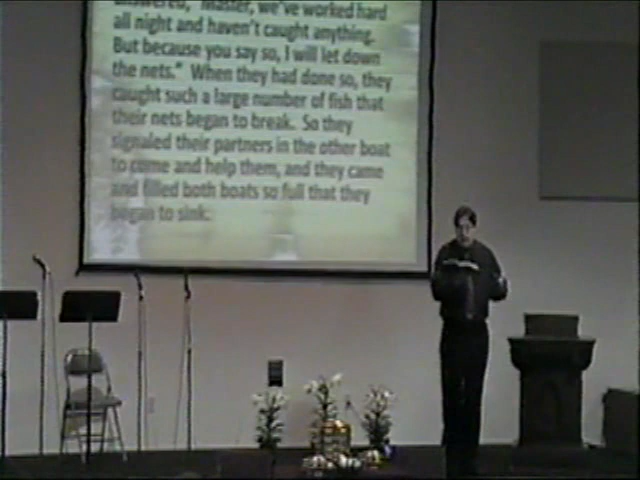 answered, "Master, we've worked hard
all night and haven't caught anything.
But because you say so, I will let down
the nets." When they had done so, they
caught such a large number of fish that
their nets began to break. So they
signaled their partners in the other boat
to come and help them, and they came
and filled both boats so full that they
began to sink.